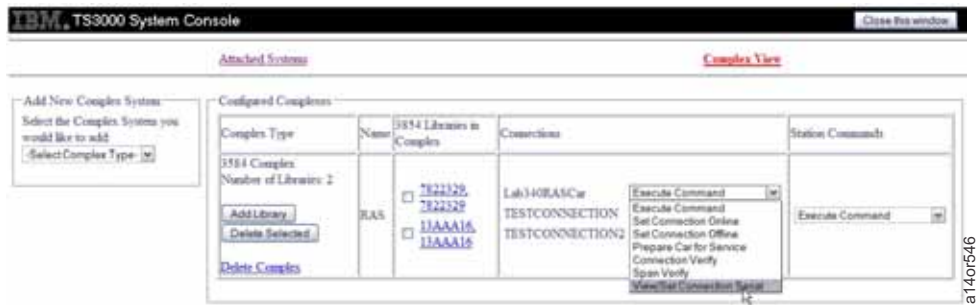 IBM. TS3000 System Console
Close this window
Attached Systems
Complex View
Add New Complex System
Select the Complex System you
would like to add:
-Select Complex Type-
Configured Complexes
Complex Type
Name
3854 Libraries in
Complex
Connections
Station Commands
3584 Complex
Number of Libraries: 2
Add Library
Delete Selected
Delete Complex
RAS
7822329,
7822329
13AAA16,
13AAA16
Lab340RASCar
TESTCONNECTION
TESTCONNECTION2
Execute Command
Execute Command
Set Connection Online
Set Connection Offline
Prepare Car for Service
Connection Verify
Span Verify
View/Set Connection Serial
Execute Command
a14or546